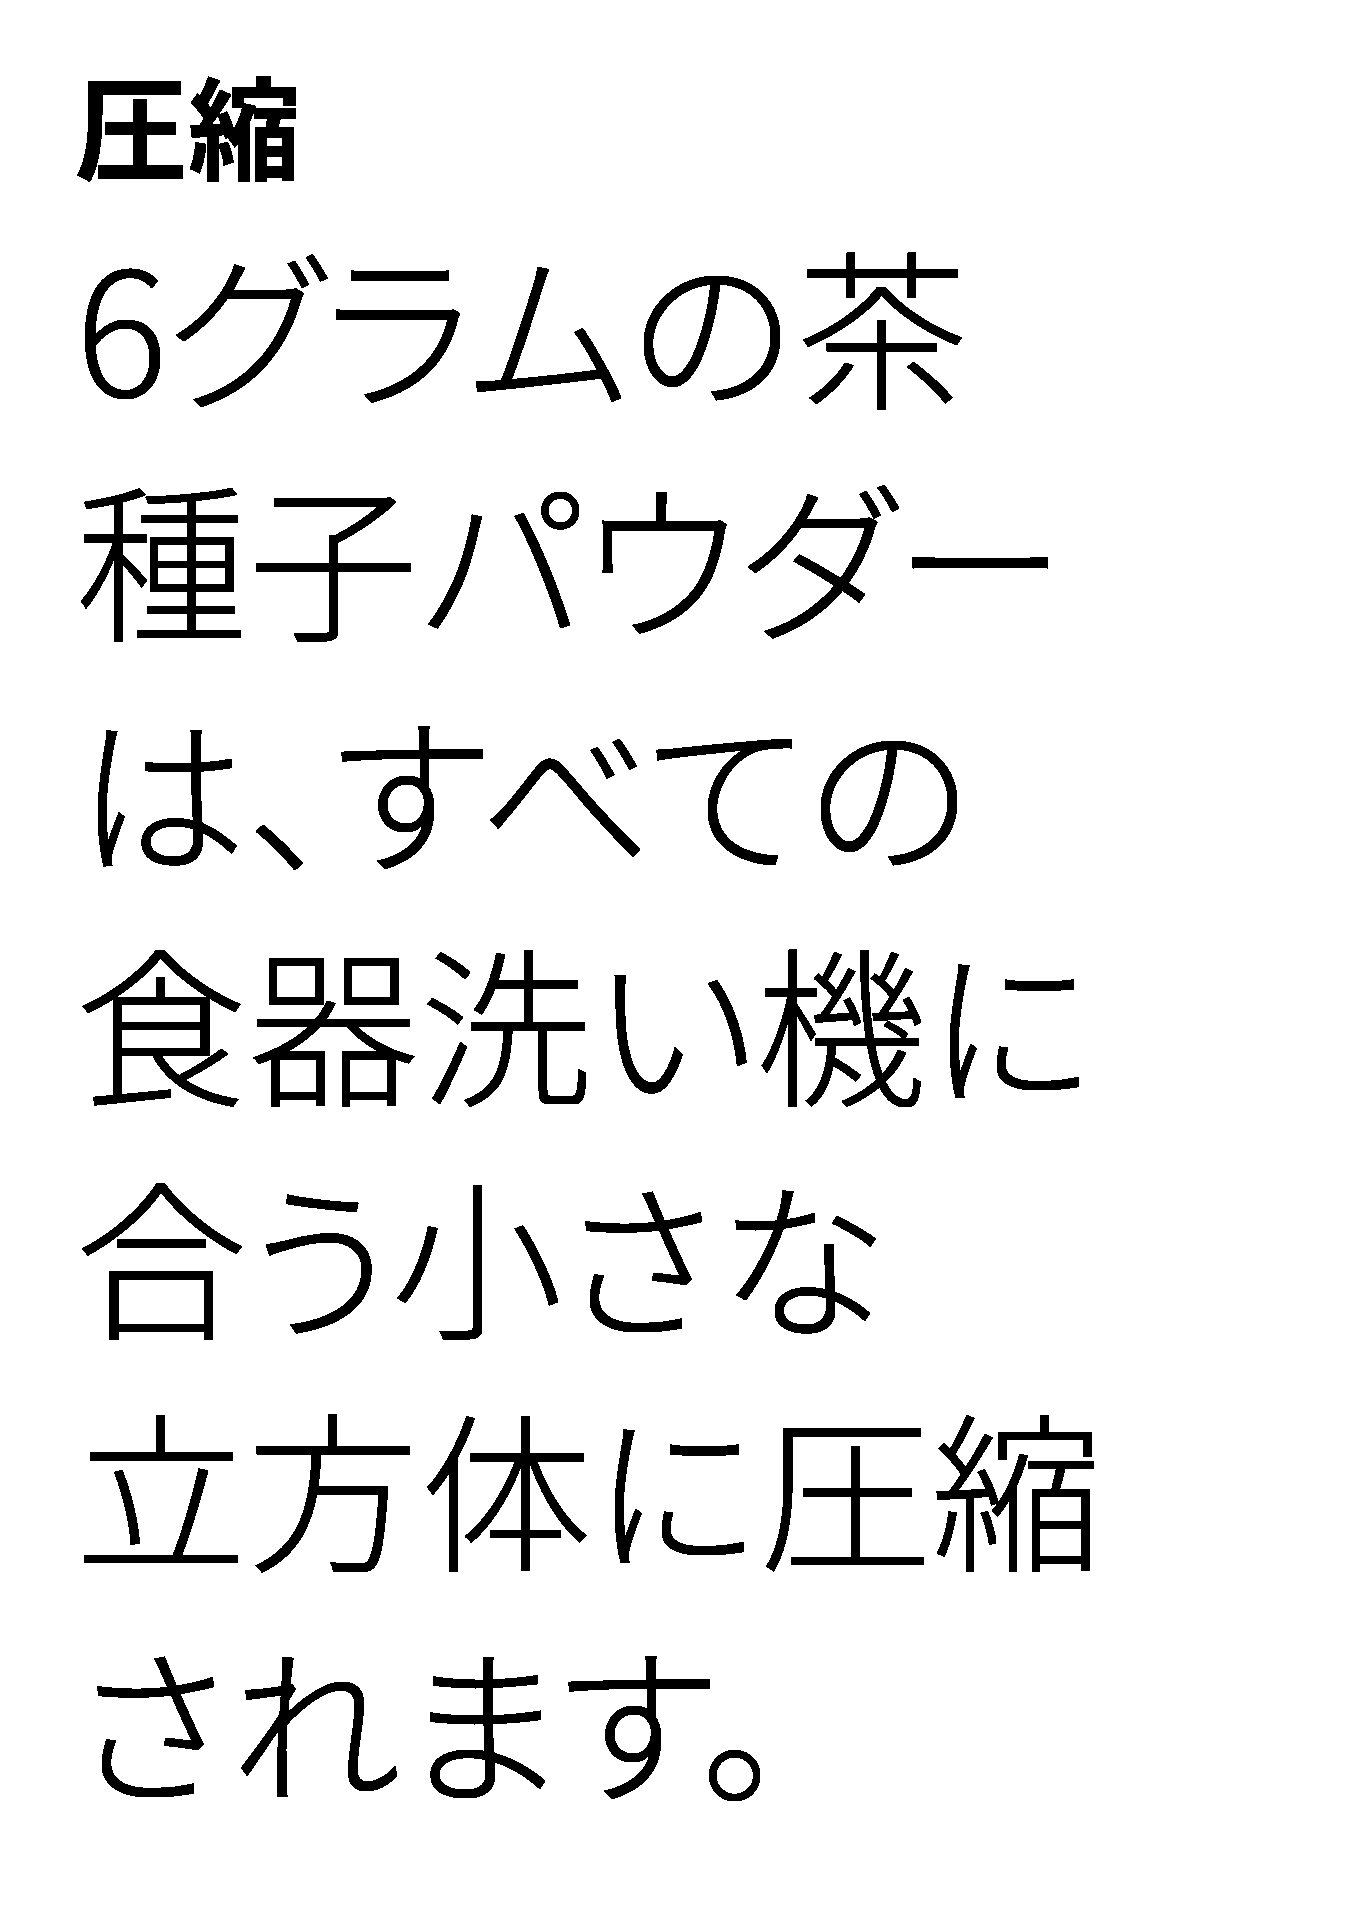 圧縮
6グラムの茶
種子パウダー
は、すべての
食器洗い機に
合う小さな
立方体に圧縮
されます。